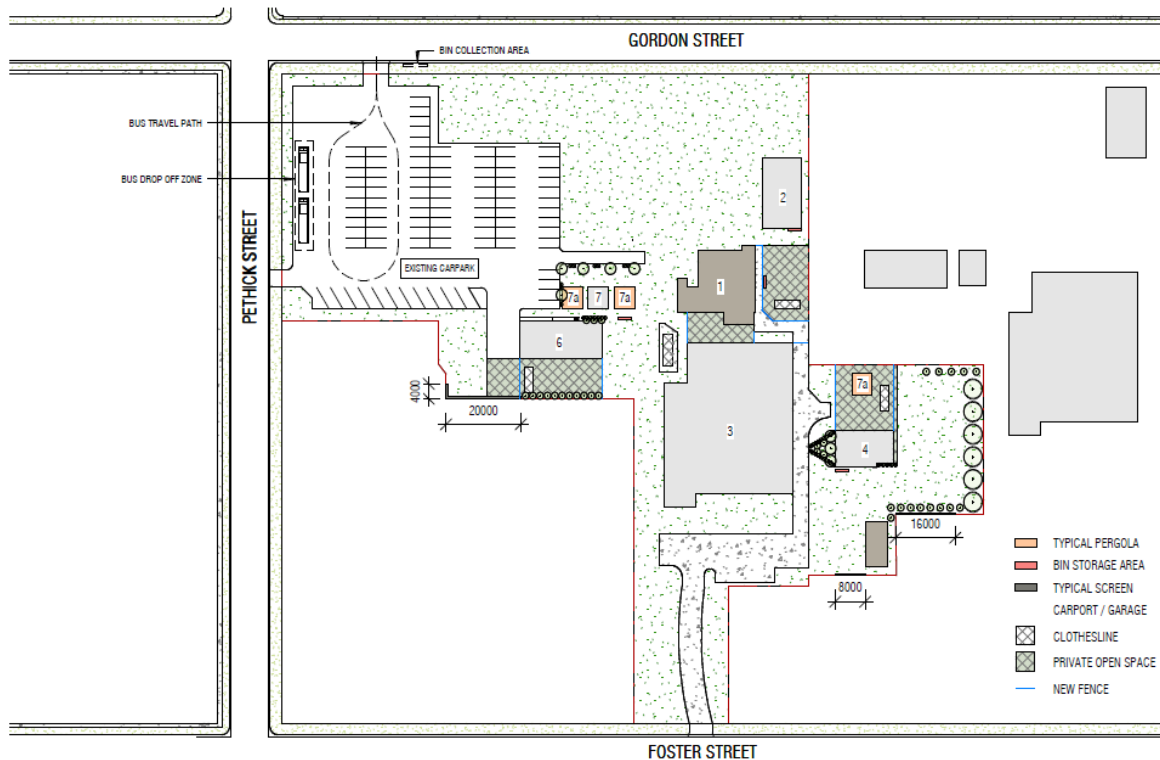 GORDON STREET
BIN COLLECTION AREA
BUS TRAVEL PATH
BUS DROP OFF ZONE
PETHICK STREET
EXISTING CARPARK
2
1
7a
7
7a
6
4000
20000
3
7a
4
16000
8000
TYPICAL PERGOLA
BIN STORAGE AREA
TYPICAL SCREEN
CARPORT / GARAGE
CLOTHESLINE
PRIVATE OPEN SPACE
NEW FENCE
FOSTER STREET